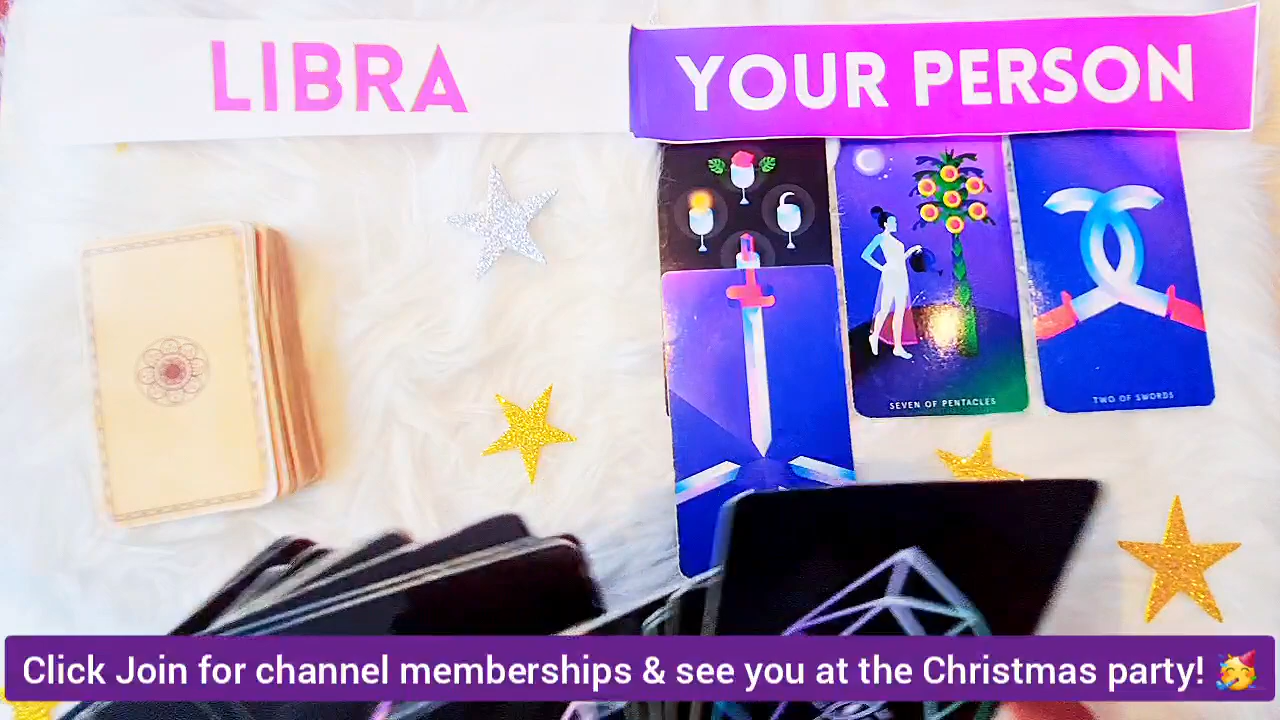 LIBRA
YOUR PERSON
SEVEN OF PENTACLES
TWO OF SWORDS
Click Join for channel memberships & see you at the Christmas party! 🥳